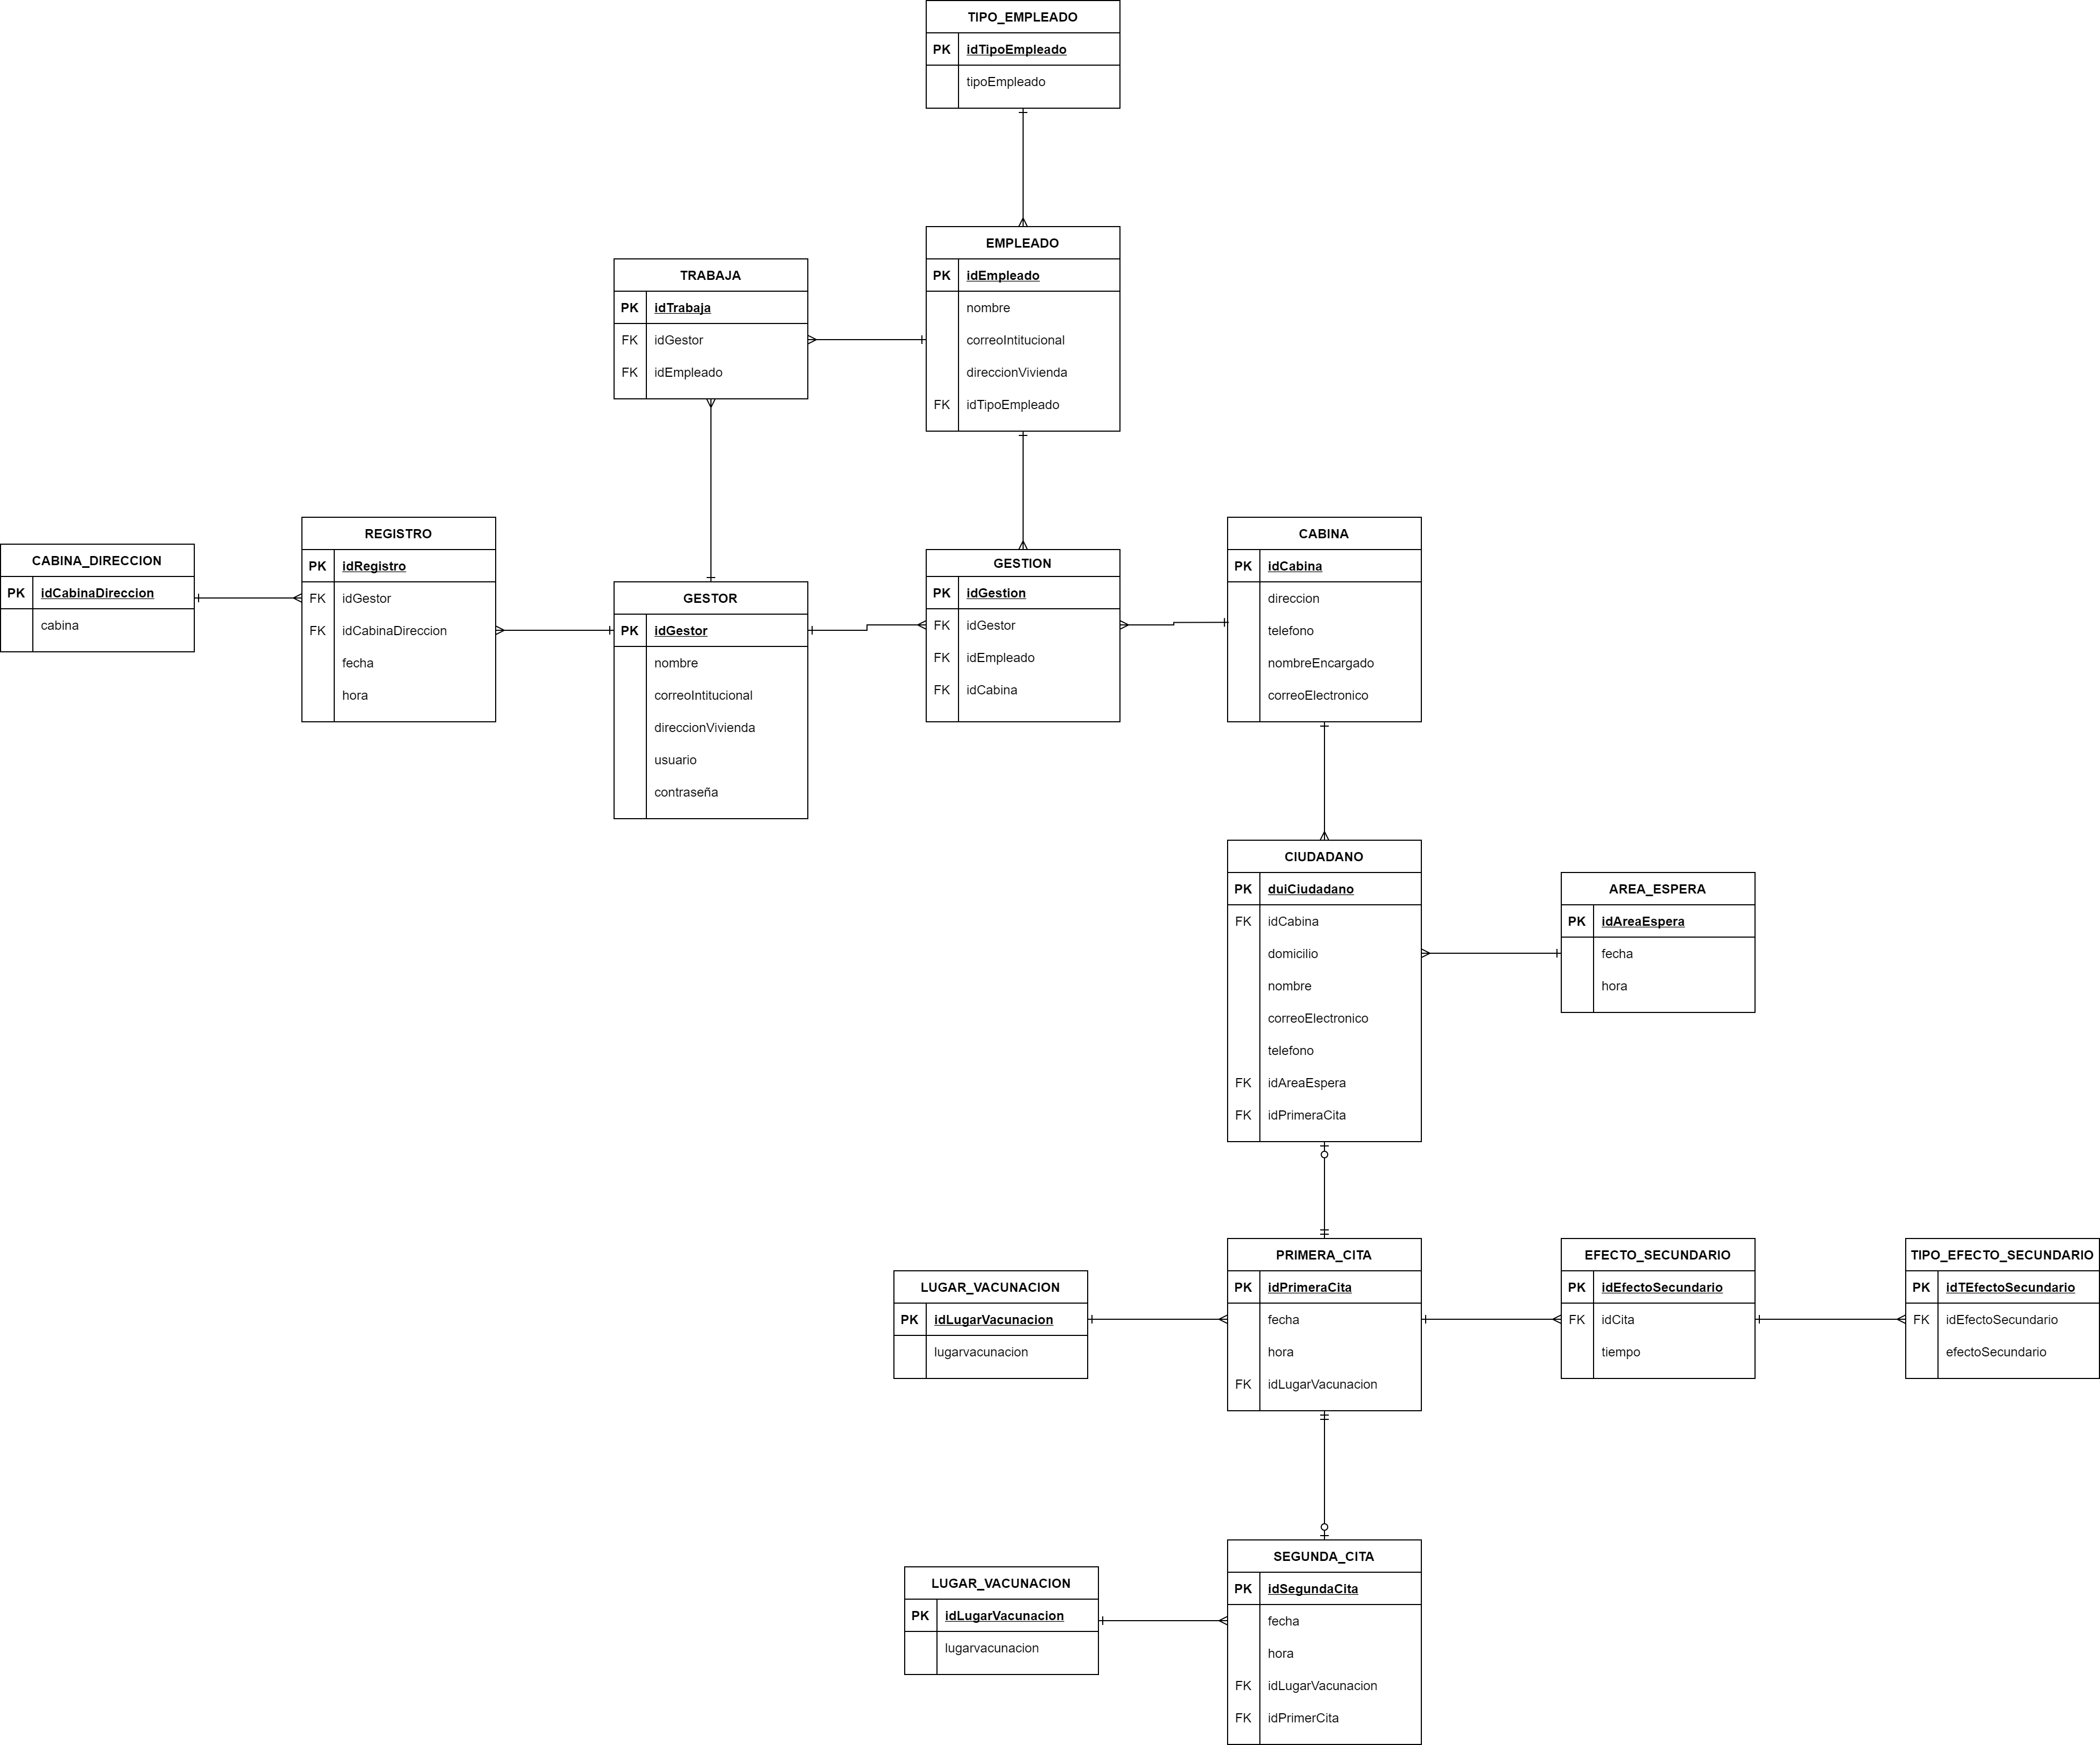 TIPO_EMPLEADO
PK idTipoEmpleado
tipoEmpleado
EMPLEADO
PK idEmpleado
nombre
correoIntitucional
direccionVivienda
FK idTipoEmpleado
TRABAJA
PK idTrabaja
FK idGestor
FK idEmpleado
CABINA_DIRECCION
PK idCabinaDireccion
cabina
REGISTRO
PK idRegistro
FK idGestor
FK idCabinaDireccion
fecha
hora
GESTOR
PK idGestor
nombre
correoIntitucional
direccionVivienda
usuario
contraseña
GESTION
PK idGestion
FK idGestor
FK idEmpleado
FK idCabina
CABINA
PK idCabina
direccion
telefono
nombreEncargado
correoElectronico
CIUDADANO
PK duiCiudadano
FK idCabina
domicilio
nombre
correoElectronico
telefono
FK idAreaEspera
FK idPrimeraCita
AREA_ESPERA
PK idAreaEspera
fecha
hora
LUGAR_VACUNACION
PK idLugarVacunacion
lugarvacunacion
PRIMERA_CITA
PK idPrimeraCita
fecha
hora
FK idLugarVacunacion
EFECTO_SECUNDARIO
PK idEfectoSecundario
FK idCita
tiempo
TIPO_EFECTO_SECUNDARIO
PK idTEfectoSecundario
FK idEfectoSecundario
efectoSecundario
LUGAR_VACUNACION
PK idLugarVacunacion
lugarvacunacion
SEGUNDA_CITA
PK idSegundaCita
fecha
hora
FK idLugarVacunacion
FK idPrimerCita